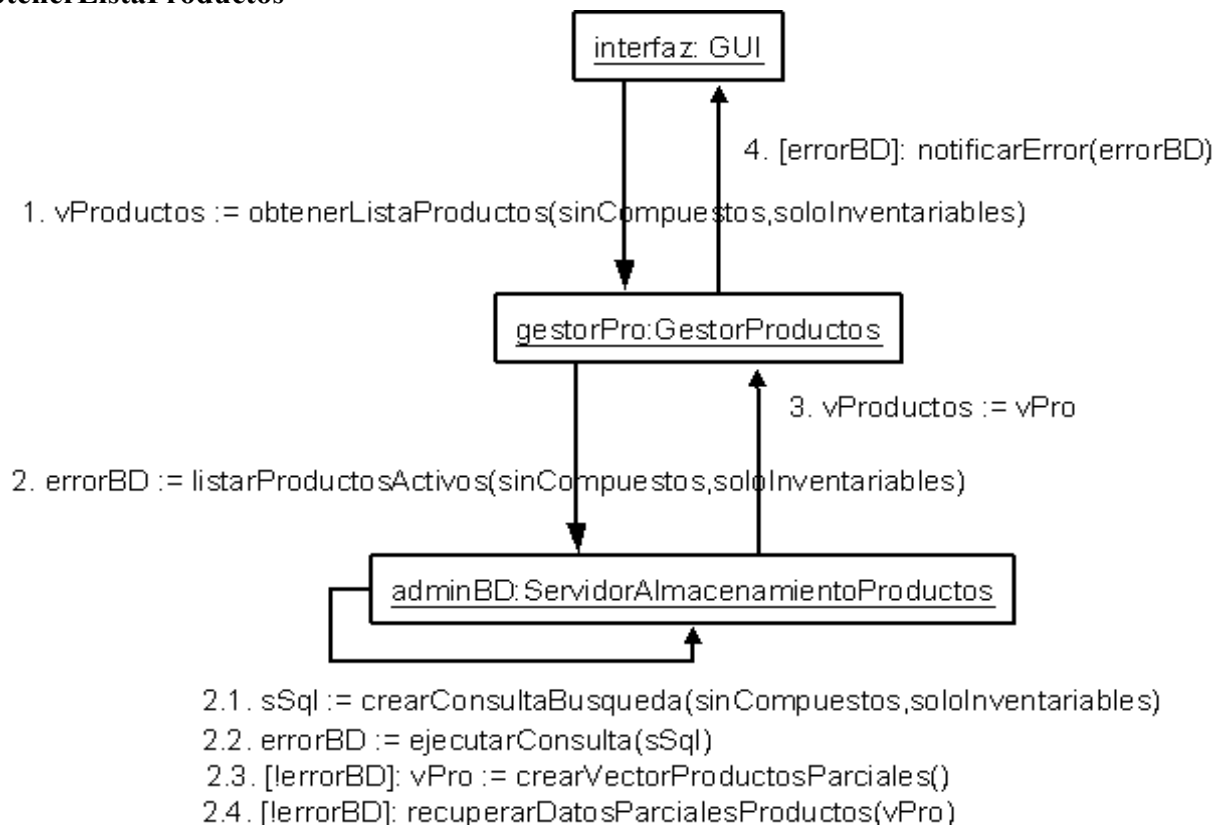 obtenerListaProductos
interfaz: GUI
4. [errorBD]: notificarError(errorBD)
1. vProductos := obtenerListaProductos(sinCompuestos,soloInventariables)
gestorPro:GestorProductos
3. vProductos := vPro
2. errorBD := listarProductosActivos(sinCompuestos,soloInventariables)
adminBD:ServidorAlmacenamientoProductos
2.1. sSql := crearConsultaBusqueda(sinCompuestos,soloInventariables)
2.2. errorBD := ejecutarConsulta(sSql)
2.3. [!errorBD]: vPro := crearVectorProductosParciales()
2.4. [!errorBD]: recuperarDatosParcialesProductos(vPro)